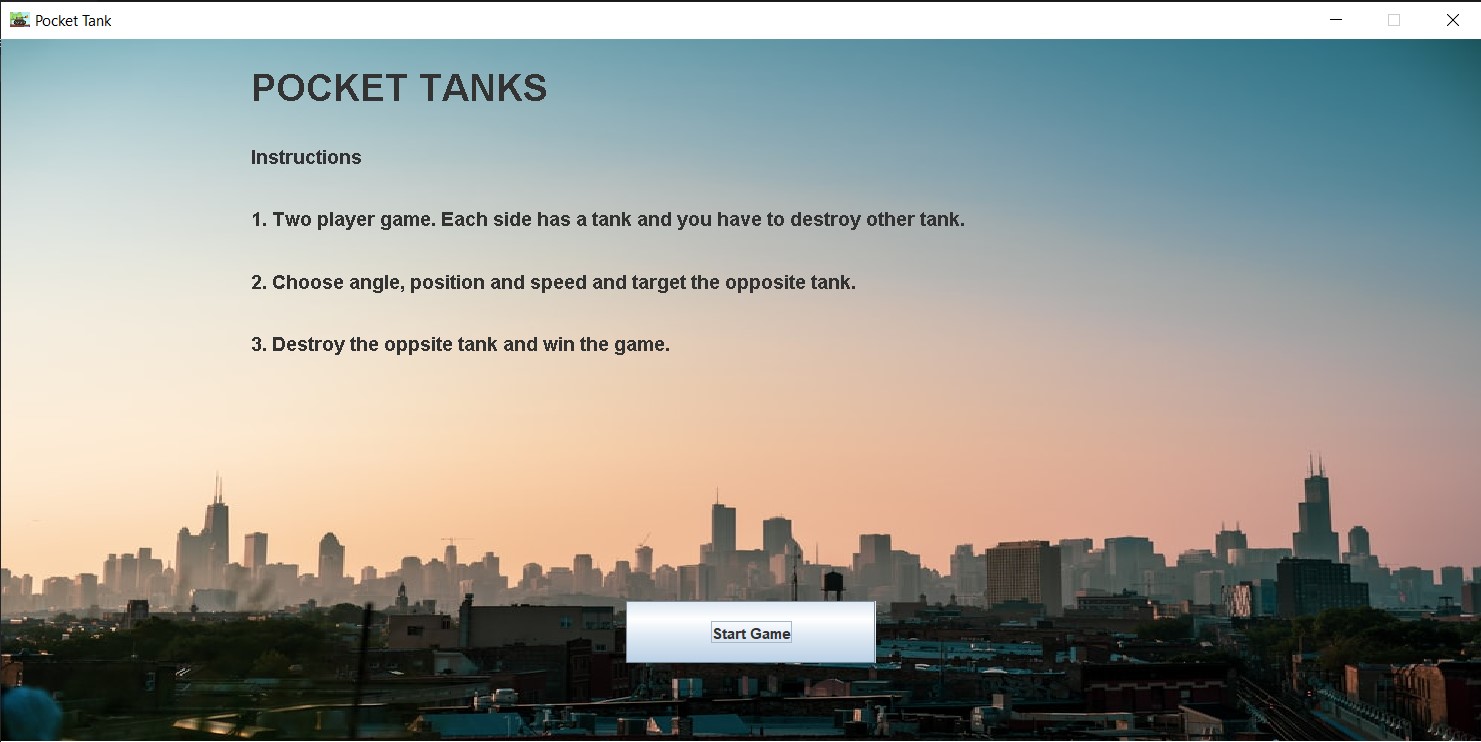 Pocket Tank
POCKET TANKS
Instructions
1. Two player game. Each side has a tank and you have to destroy other tank.
2. Choose angle, position and speed and target the opposite tank.
3. Destroy the oppsite tank and win the game.
Start Game